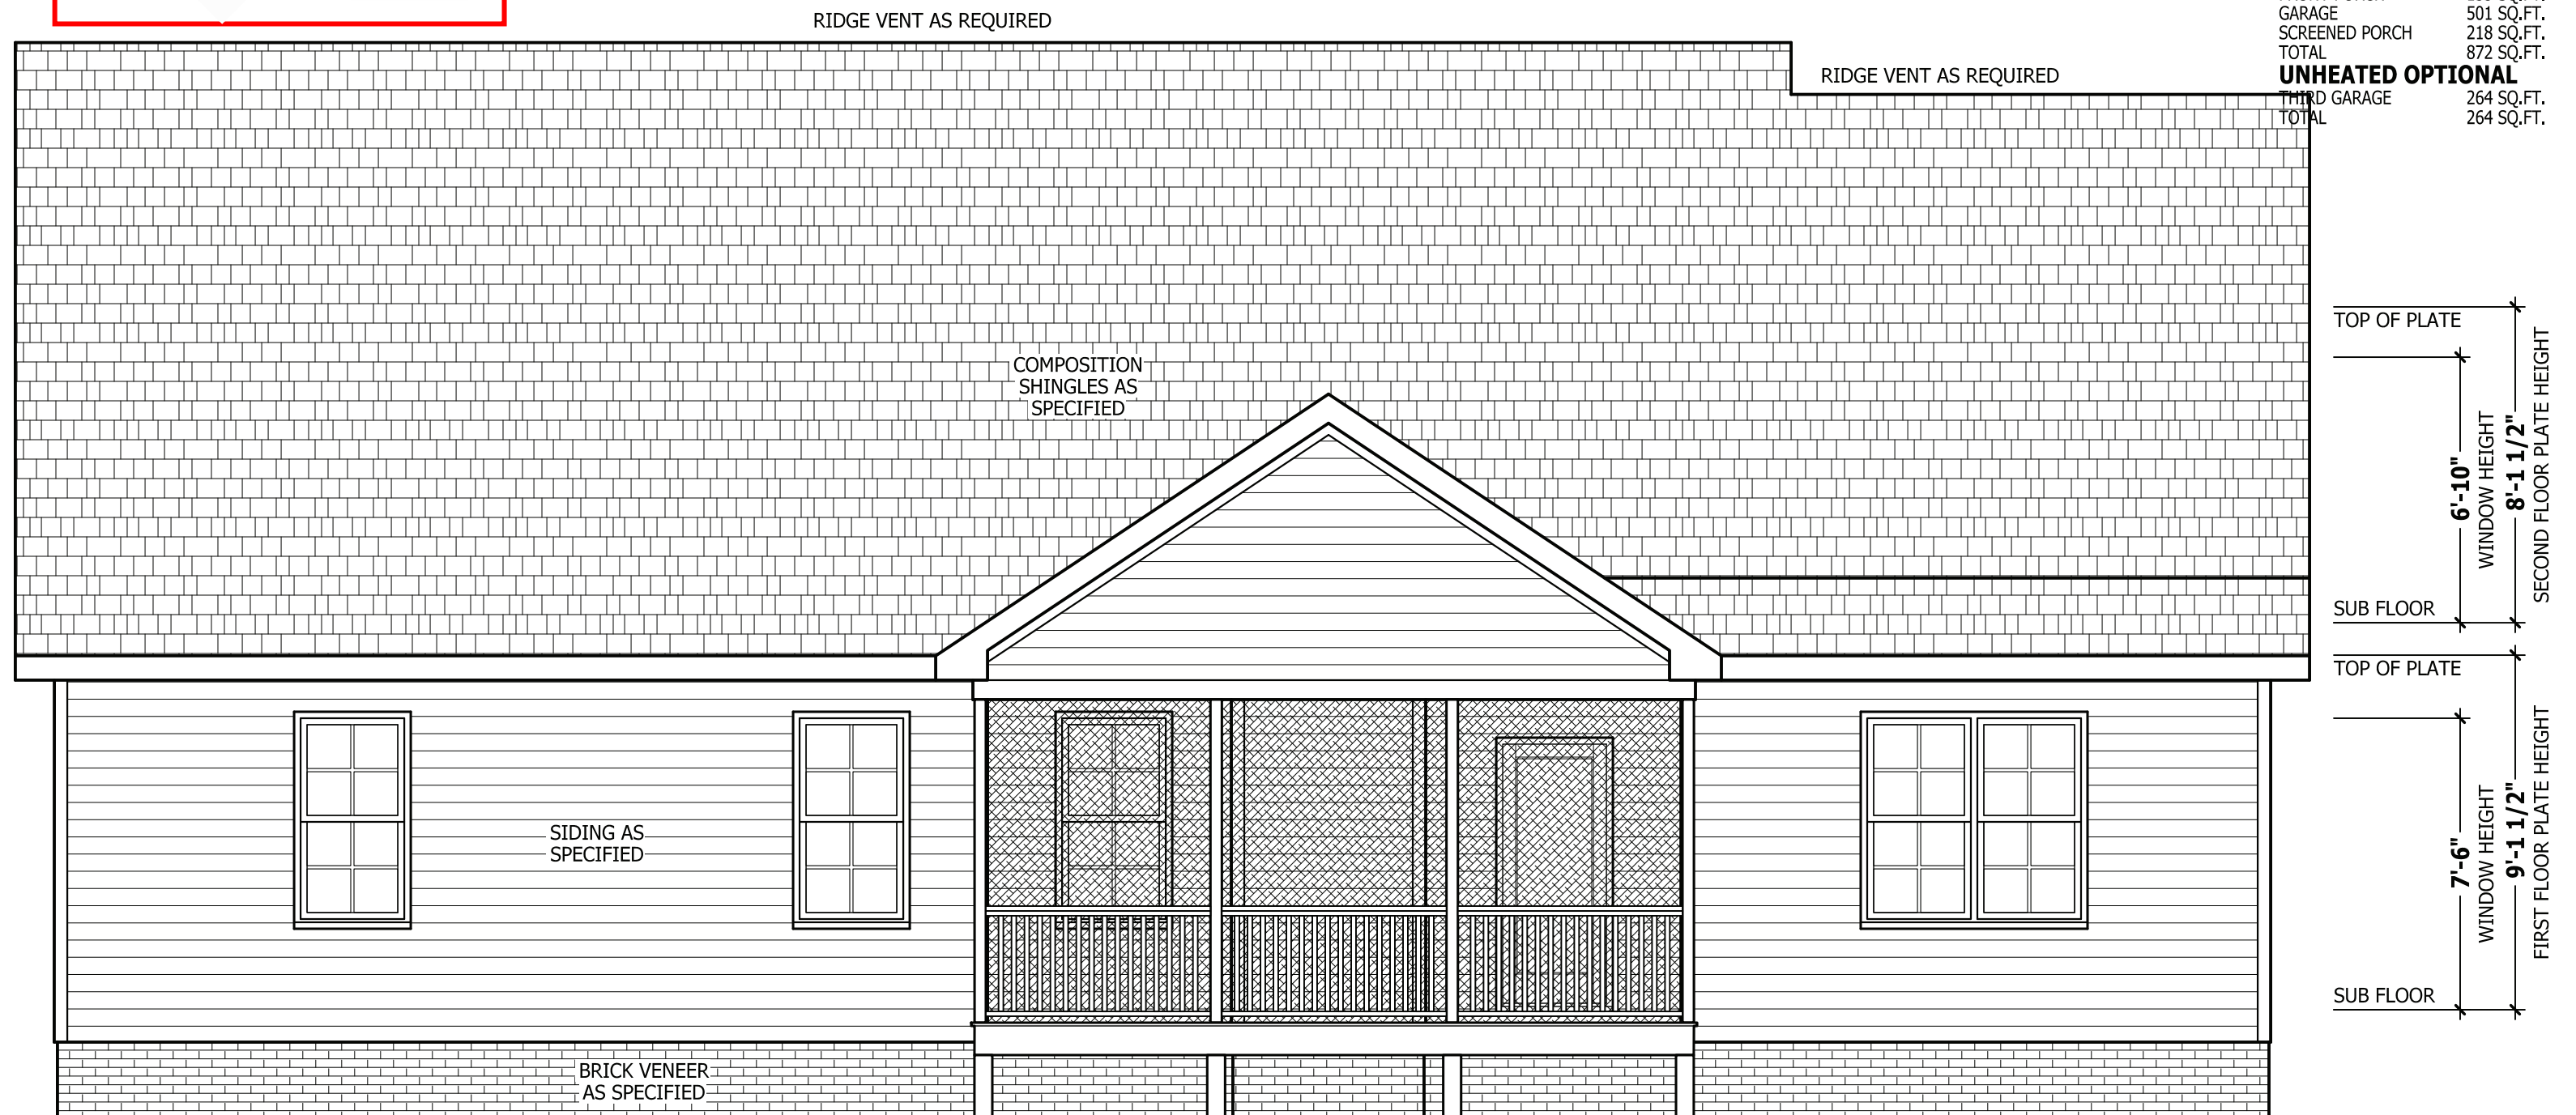 RIDGE VENT AS REQUIRED
GARAGE 501 SQ.FT.
SCREENED PORCH 218 SQ.FT.
TOTAL 872 SQ.FT.
UNHEATED OPTIONAL
THIRD GARAGE 264 SQ.FT.
TOTAL 264 SQ.FT.
RIDGE VENT AS REQUIRED
COMPOSITION
SHINGLES AS
SPECIFIED
TOP OF PLATE
6'-10"
WINDOW HEIGHT
8'-1 1/2"
SECOND FLOOR PLATE HEIGHT
SUB FLOOR
TOP OF PLATE
7'-6"
WINDOW HEIGHT
9'-1 1/2"
FIRST FLOOR PLATE HEIGHT
SUB FLOOR
SIDING AS
SPECIFIED
BRICK VENEER
AS SPECIFIED